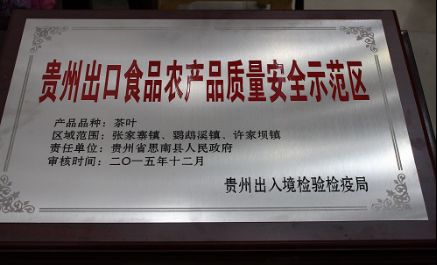 贵州出口食品农产品质量安全示范区
产品品种：茶叶
区域范围：张家寨镇、鹦鹉溪镇、许家坝镇
责任单位：贵州省思南县人民政府
审核时间：二〇一五年十二月
贵州出入境检验检疫局